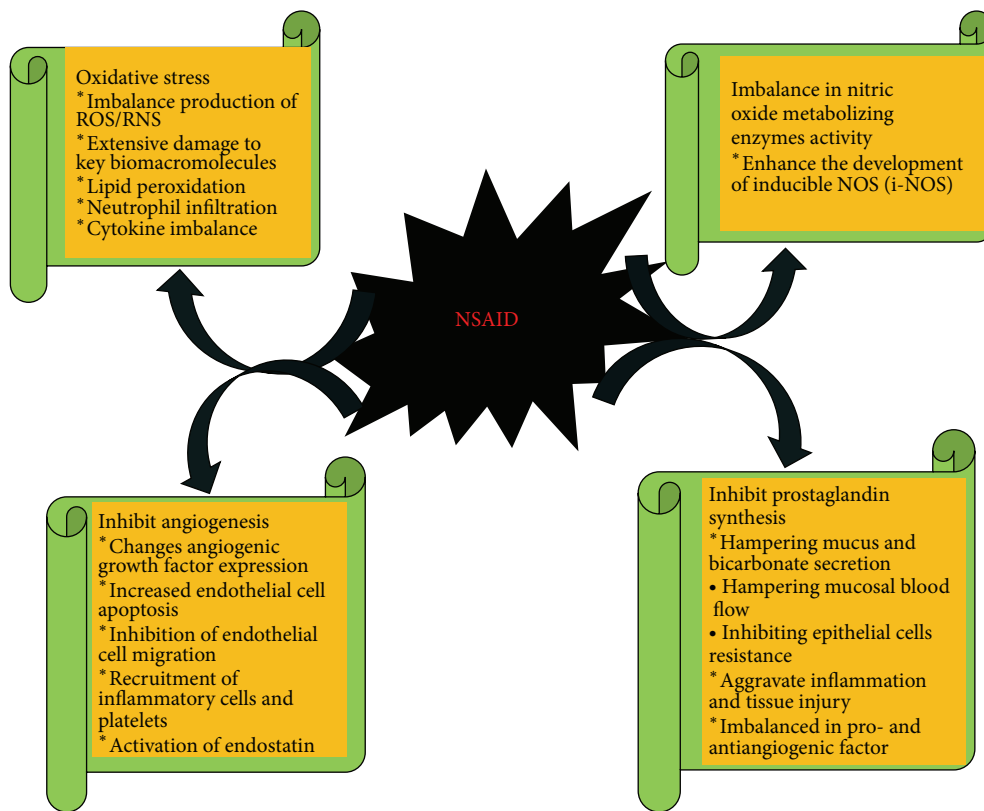 Oxidative stress
*Imbalance production of
ROS/RNS
*Extensive damage to
key biomacromolecules
*Lipid peroxidation
*Neutrophil infiltration
*Cytokine imbalance
Imbalance in nitric
oxide metabolizing
enzymes activity
*Enhance the development
of inducible NOS (i-NOS)
NSAID
Inhibit angiogenesis
*Changes angiogenic
growth factor expression
*Increased endothelial cell
apoptosis
*Inhibition of endothelial
cell migration
*Recruitment of
inflammatory cells and
platelets
*Activation of endostatin
Inhibit prostaglandin
synthesis
*Hampering mucus and
bicarbonate secretion
• Hampering mucosal blood
flow
• Inhibiting epithelial cells
resistance
*Aggravate inflammation
and tissue injury
*Imbalanced in pro- and
antiangiogenic factor